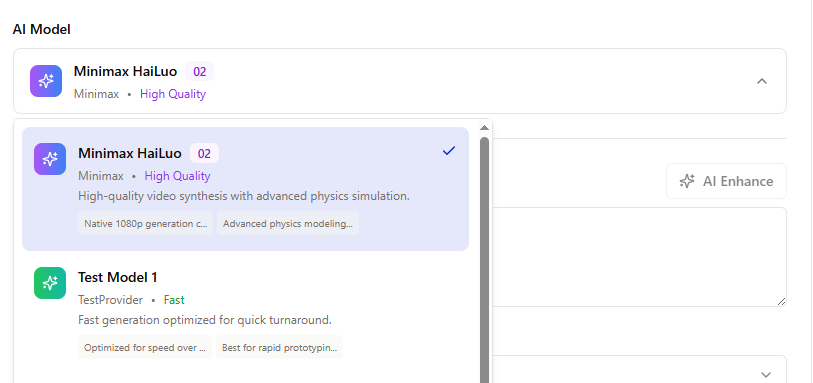 AI Model
Minimax HaiLuo 02
Minimax • High Quality
Minimax HaiLuo 02
Minimax • High Quality
High-quality video synthesis with advanced physics simulation.
Native 1080p generation c... Advanced physics modeling...
AI Enhance
Test Model 1
TestProvider • Fast
Fast generation optimized for quick turnaround.
Optimized for speed over ... Best for rapid prototypin...